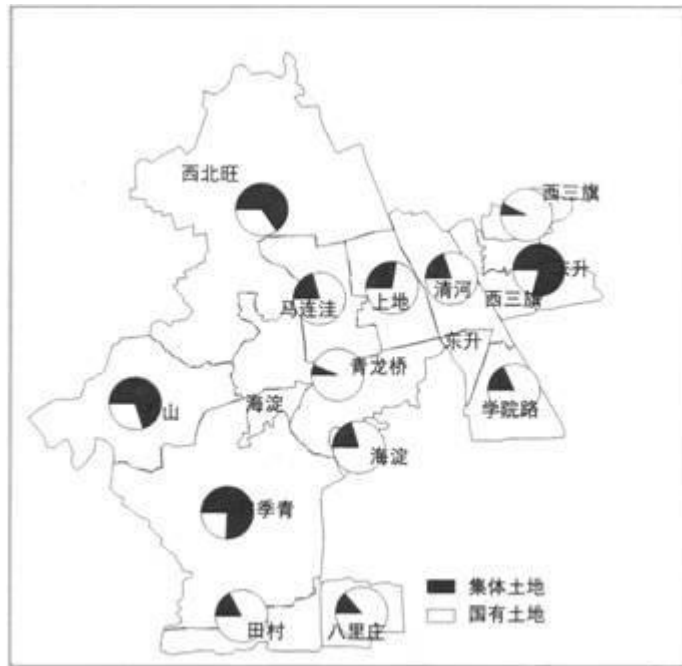 西北旺
西三旗
东升
马连洼
上地
清河
西三旗
东升
青龙桥
山
海淀
学院路
海淀
季青
集体土地
国有土地
田村
八里庄